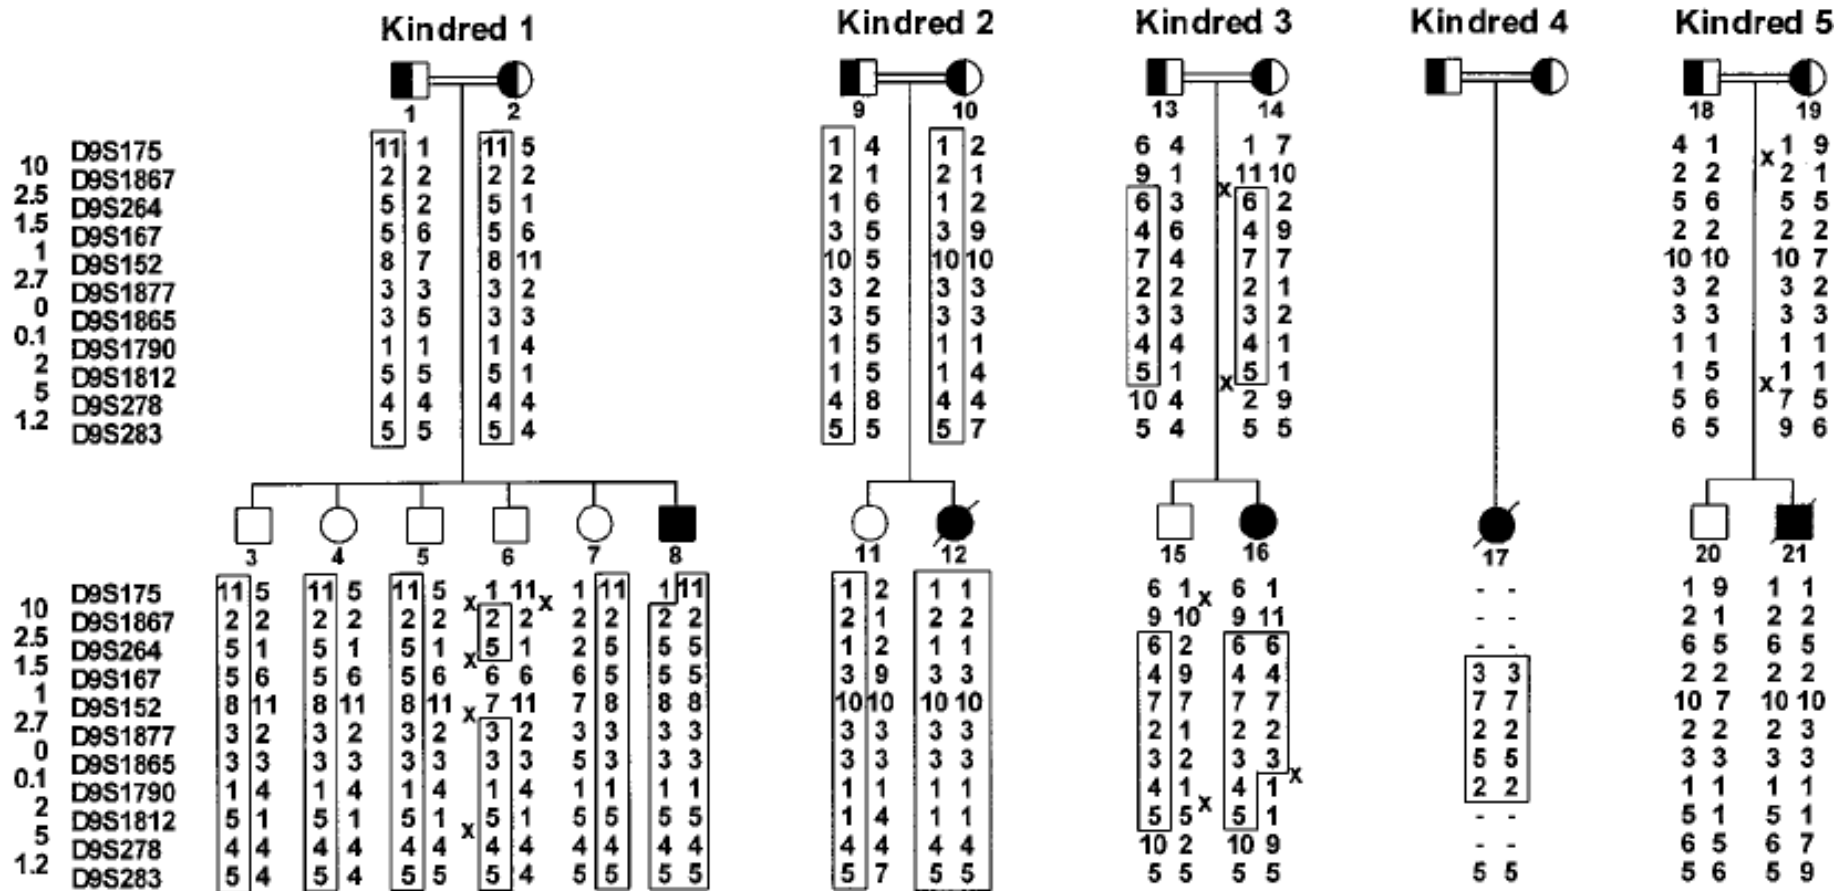 Kindred 1 Kindred 2 Kindred 3 Kindred 4 Kindred 5
1 2 9 10 13 14 18 19
D9S175 11 1 11 5 1 4 1 2 6 4 1 7 4 1 x 1 9
10
D9S1867 2 2 2 2 2 1 2 1 9 1 11 10 2 2 2 1
2.5 x
D9S264 5 2 5 1 1 6 1 2 6 3 6 2 5 6 5 5
1.5
D9S167 5 6 5 6 3 5 3 9 4 6 4 9 2 2 2 2
1
D9S152 8 7 8 11 10 5 10 10 7 4 7 7 10 10 10 7
2.7
D9S1877 3 3 3 2 3 2 3 3 2 2 2 1 3 2 3 2
0
D9S1865 3 5 3 3 3 5 3 3 3 3 3 2 3 3 3 3
0.1
D9S1790 1 1 1 4 1 5 1 1 4 4 4 1 1 1 1 1
2
D9S1812 5 5 5 1 1 5 1 4 5 1 x 5 1 1 5 x 1 1
5
D9S278 4 4 4 4 4 8 4 4 10 4 2 9 5 6 7 5
1.2
D9S283 5 5 5 4 5 5 5 7 5 4 5 5 6 5 9 6
3 4 5 6 7 8 11 12 15 16 17 20 21
D9S175 11 5 11 5 11 5 x 1 11 x 1 11 1 11 1 2 1 1 6 1 x 6 1 - - 1 9 1 1
10
D9S1867 2 2 2 2 2 2 2 2 2 2 2 2 2 1 2 2 9 10 9 11 - - 2 1 2 2
2.5
D9S264 5 1 5 1 5 1 x 5 1 2 5 5 5 1 2 1 1 6 2 6 6 - - 6 5 6 5
1.5
D9S167 5 6 5 6 5 6 6 6 6 5 5 5 3 9 3 3 4 9 4 4 3 3 2 2 2 2
1
D9S152 8 11 8 11 8 11 x 7 11 7 8 8 8 10 10 10 10 7 7 7 7 7 7 10 7 10 10
2.7
D9S1877 3 2 3 2 3 2 3 2 3 3 3 3 3 3 3 3 2 1 2 2 2 2 2 2 2 3
0
D9S1865 3 3 3 3 3 3 3 3 5 3 3 3 3 3 3 3 3 2 3 3 x 5 5 3 3 3 3
0.1
D9S1790 1 4 1 4 1 4 1 4 1 1 1 1 1 1 1 1 4 1 4 1 2 2 1 1 1 1
2
D9S1812 5 1 5 1 5 1 x 5 1 5 5 5 5 1 4 1 1 5 5 x 5 1 - - 5 1 5 1
5
D9S278 4 4 4 4 4 4 4 4 4 4 4 4 4 4 4 4 10 2 10 9 - - 6 5 6 7
1.2
D9S283 5 4 5 4 5 5 5 4 5 5 5 5 5 7 5 5 5 5 5 5 5 5 5 6 5 9